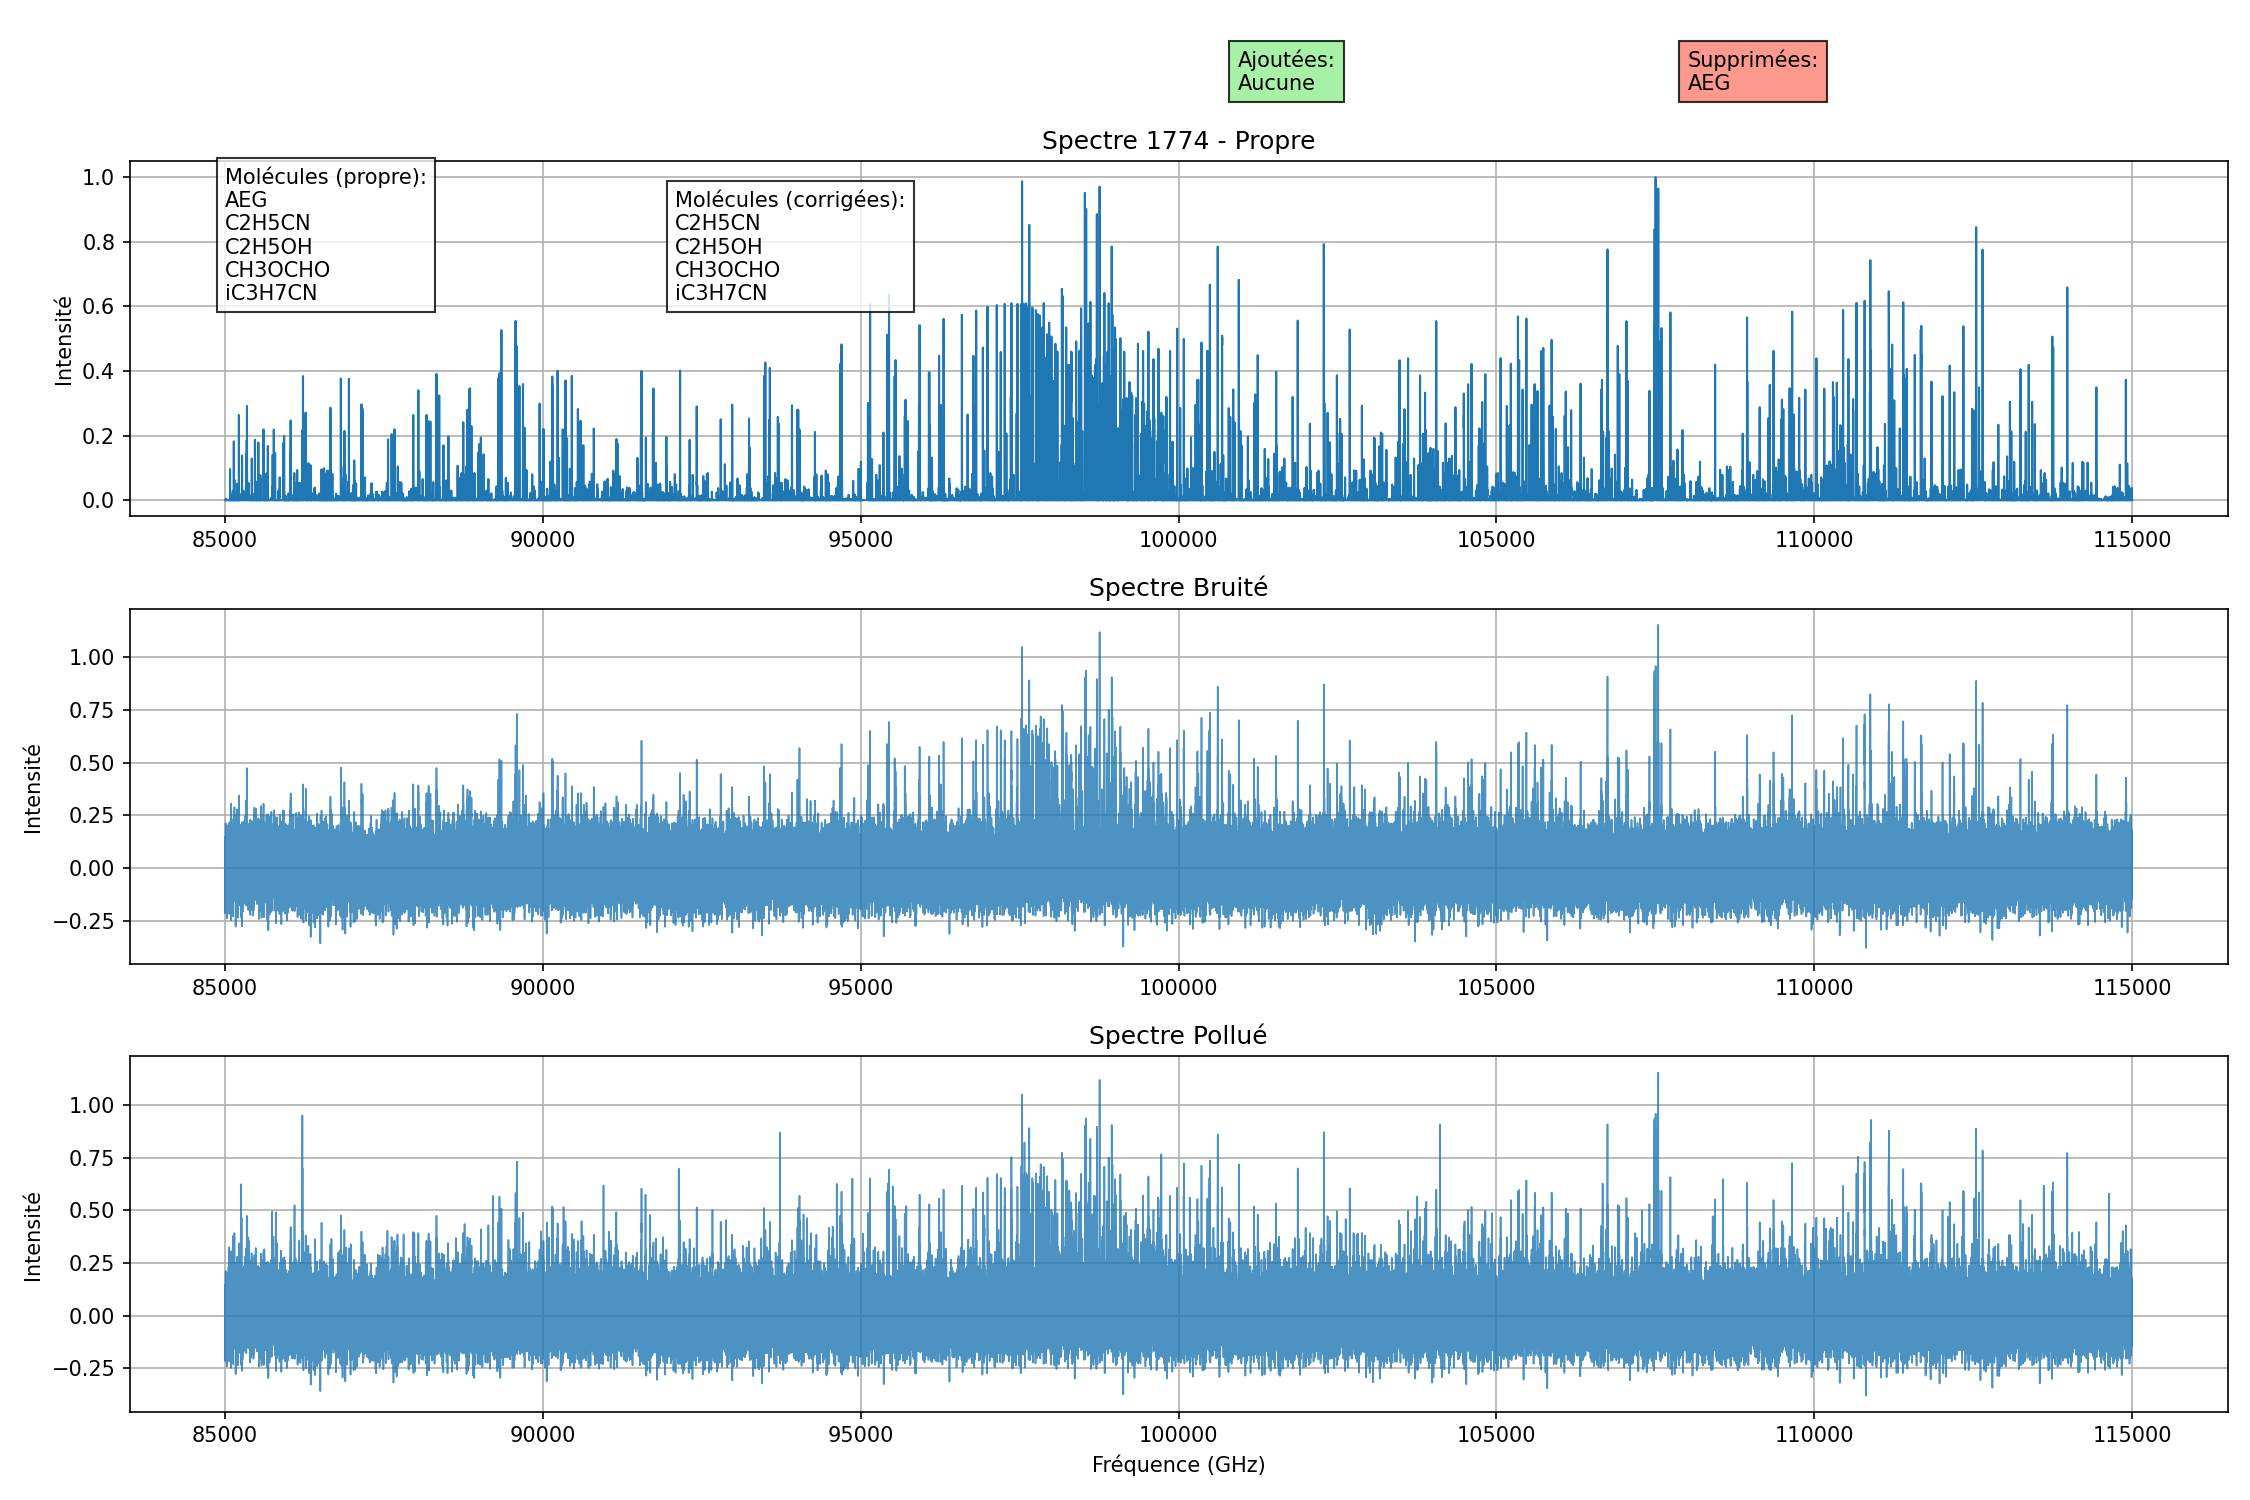 Ajoutées:
Aucune
Supprimées:
AEG
Spectre 1774 - Propre
Molécules (propre):
AEG
C2H5CN
C2H5OH
CH3OCHO
iC3H7CN
Molécules (corrigées):
C2H5CN
C2H5OH
CH3OCHO
iC3H7CN
Intensité
1.0
0.8
0.6
0.4
0.2
0.0
85000 90000 95000 100000 105000 110000 115000
Spectre Bruité
Intensité
1.00
0.75
0.50
0.25
0.00
−0.25
85000 90000 95000 100000 105000 110000 115000
Spectre Pollué
Intensité
1.00
0.75
0.50
0.25
0.00
−0.25
85000 90000 95000 100000 105000 110000 115000
Fréquence (GHz)